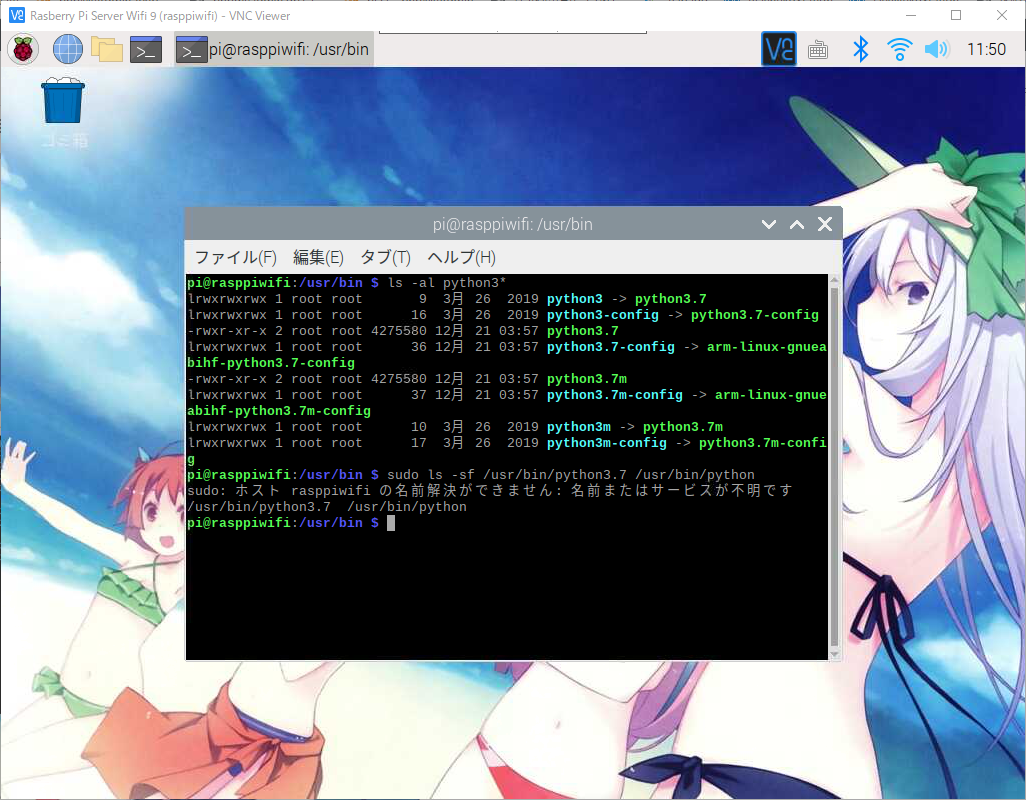 Rasberry Pi Server Wifi 9 (rasppiwifi) - VNC Viewer
pi@rasppiwifi: /usr/bin
11:50
ゴミ箱
pi@rasppiwifi: /usr/bin
ファイル(F) 編集(E) タブ(T) ヘルプ(H)
pi@rasppiwifi:/usr/bin $ ls -al python3*
lrwxrwxrwx 1 root root       9  3月 26  2019 python3 -> python3.7
lrwxrwxrwx 1 root root      16  3月 26  2019 python3-config -> python3.7-config
-rwxr-xr-x 2 root root 4275580 12月 21 03:57 python3.7
lrwxrwxrwx 1 root root      36 12月 21 03:57 python3.7-config -> arm-linux-gnuea
bihf-python3.7-config
-rwxr-xr-x 2 root root 4275580 12月 21 03:57 python3.7m
lrwxrwxrwx 1 root root      37 12月 21 03:57 python3.7m-config -> arm-linux-gnue
abihf-python3.7m-config
lrwxrwxrwx 1 root root      10  3月 26  2019 python3m -> python3.7m
lrwxrwxrwx 1 root root      17  3月 26  2019 python3m-config -> python3.7m-confi
g
pi@rasppiwifi:/usr/bin $ sudo ls -sf /usr/bin/python3.7 /usr/bin/python
sudo: ホスト rasppiwifi の名前解決ができません: 名前またはサービスが不明です
/usr/bin/python3.7  /usr/bin/python
pi@rasppiwifi:/usr/bin $